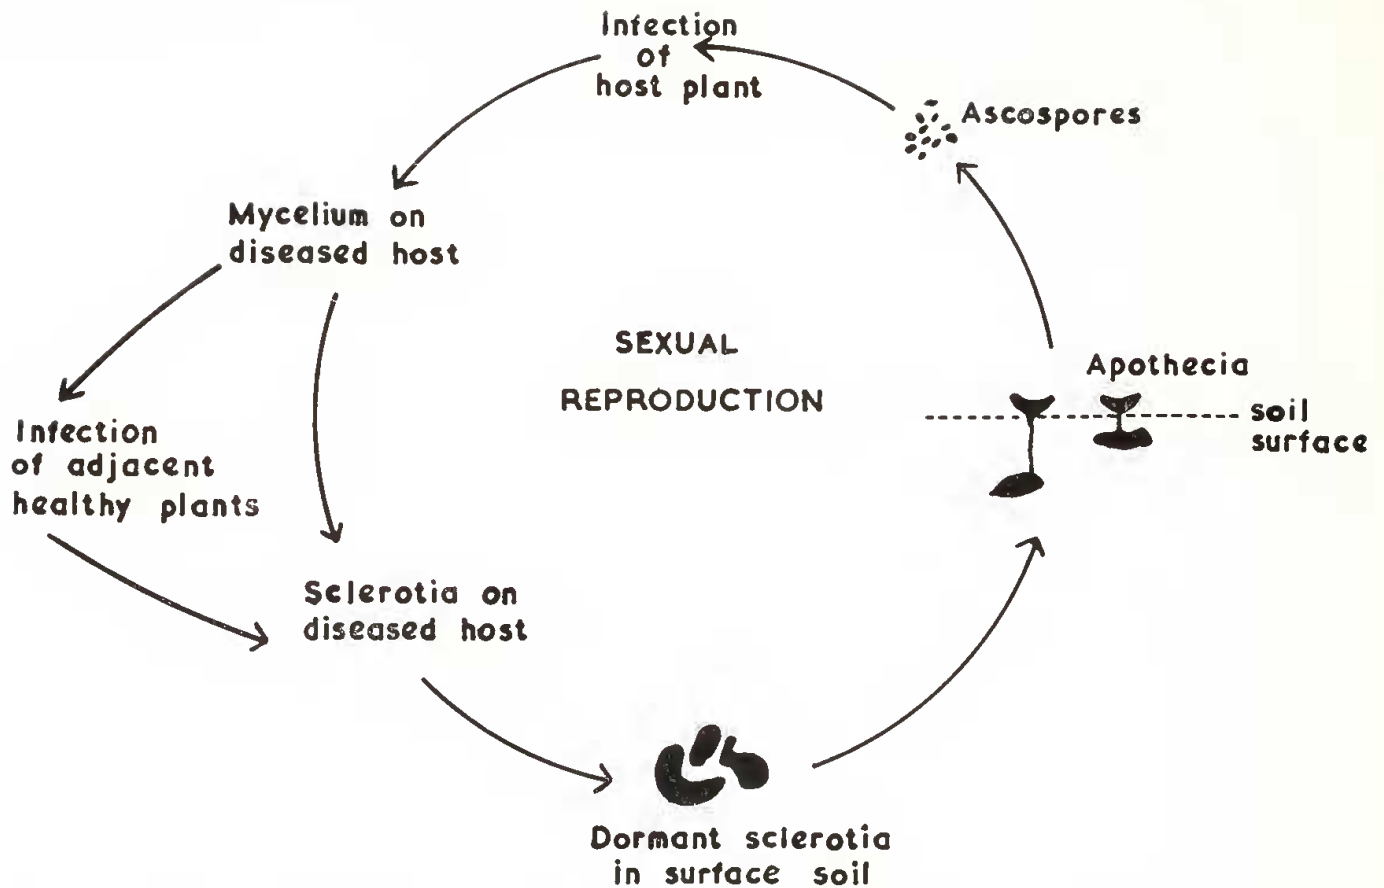 Infection
of
host plant
Ascospores
Mycelium on
diseased host
SEXUAL
REPRODUCTION
Apothecia
soil
surface
Infection
of adjacent
healthy plants
Sclerotia on
diseased host
Dormant sclerotia
in surface soil